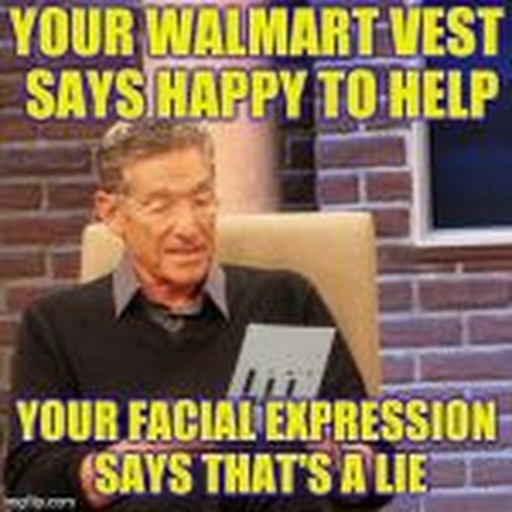 YOUR WALMART VEST
SAYS HAPPY TO HELP
YOUR FACIAL EXPRESSION
SAYS THAT'S A LIE
imgflip.com